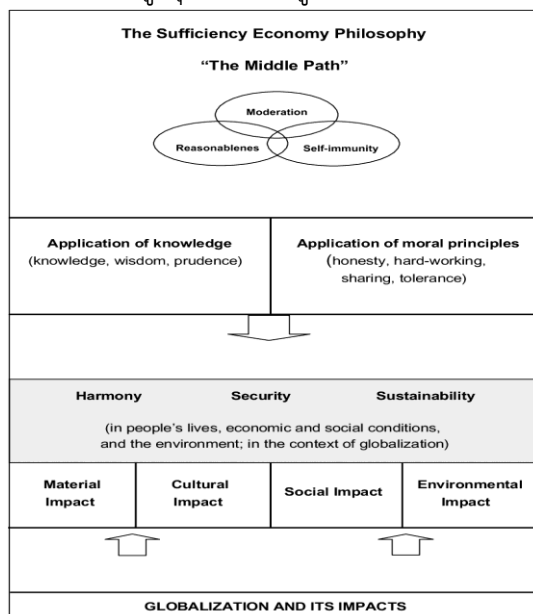 The Sufficiency Economy Philosophy
“The Middle Path”
Moderation
Reasonablenes
Self-immunity
Application of knowledge
(knowledge, wisdom, prudence)
Application of moral principles
(honesty, hard-working,
sharing, tolerance)
Harmony Security Sustainability
(in people’s lives, economic and social conditions,
and the environment; in the context of globalization)
Material
Impact
Cultural
Impact
Social Impact
Environmental
Impact
GLOBALIZATION AND ITS IMPACTS